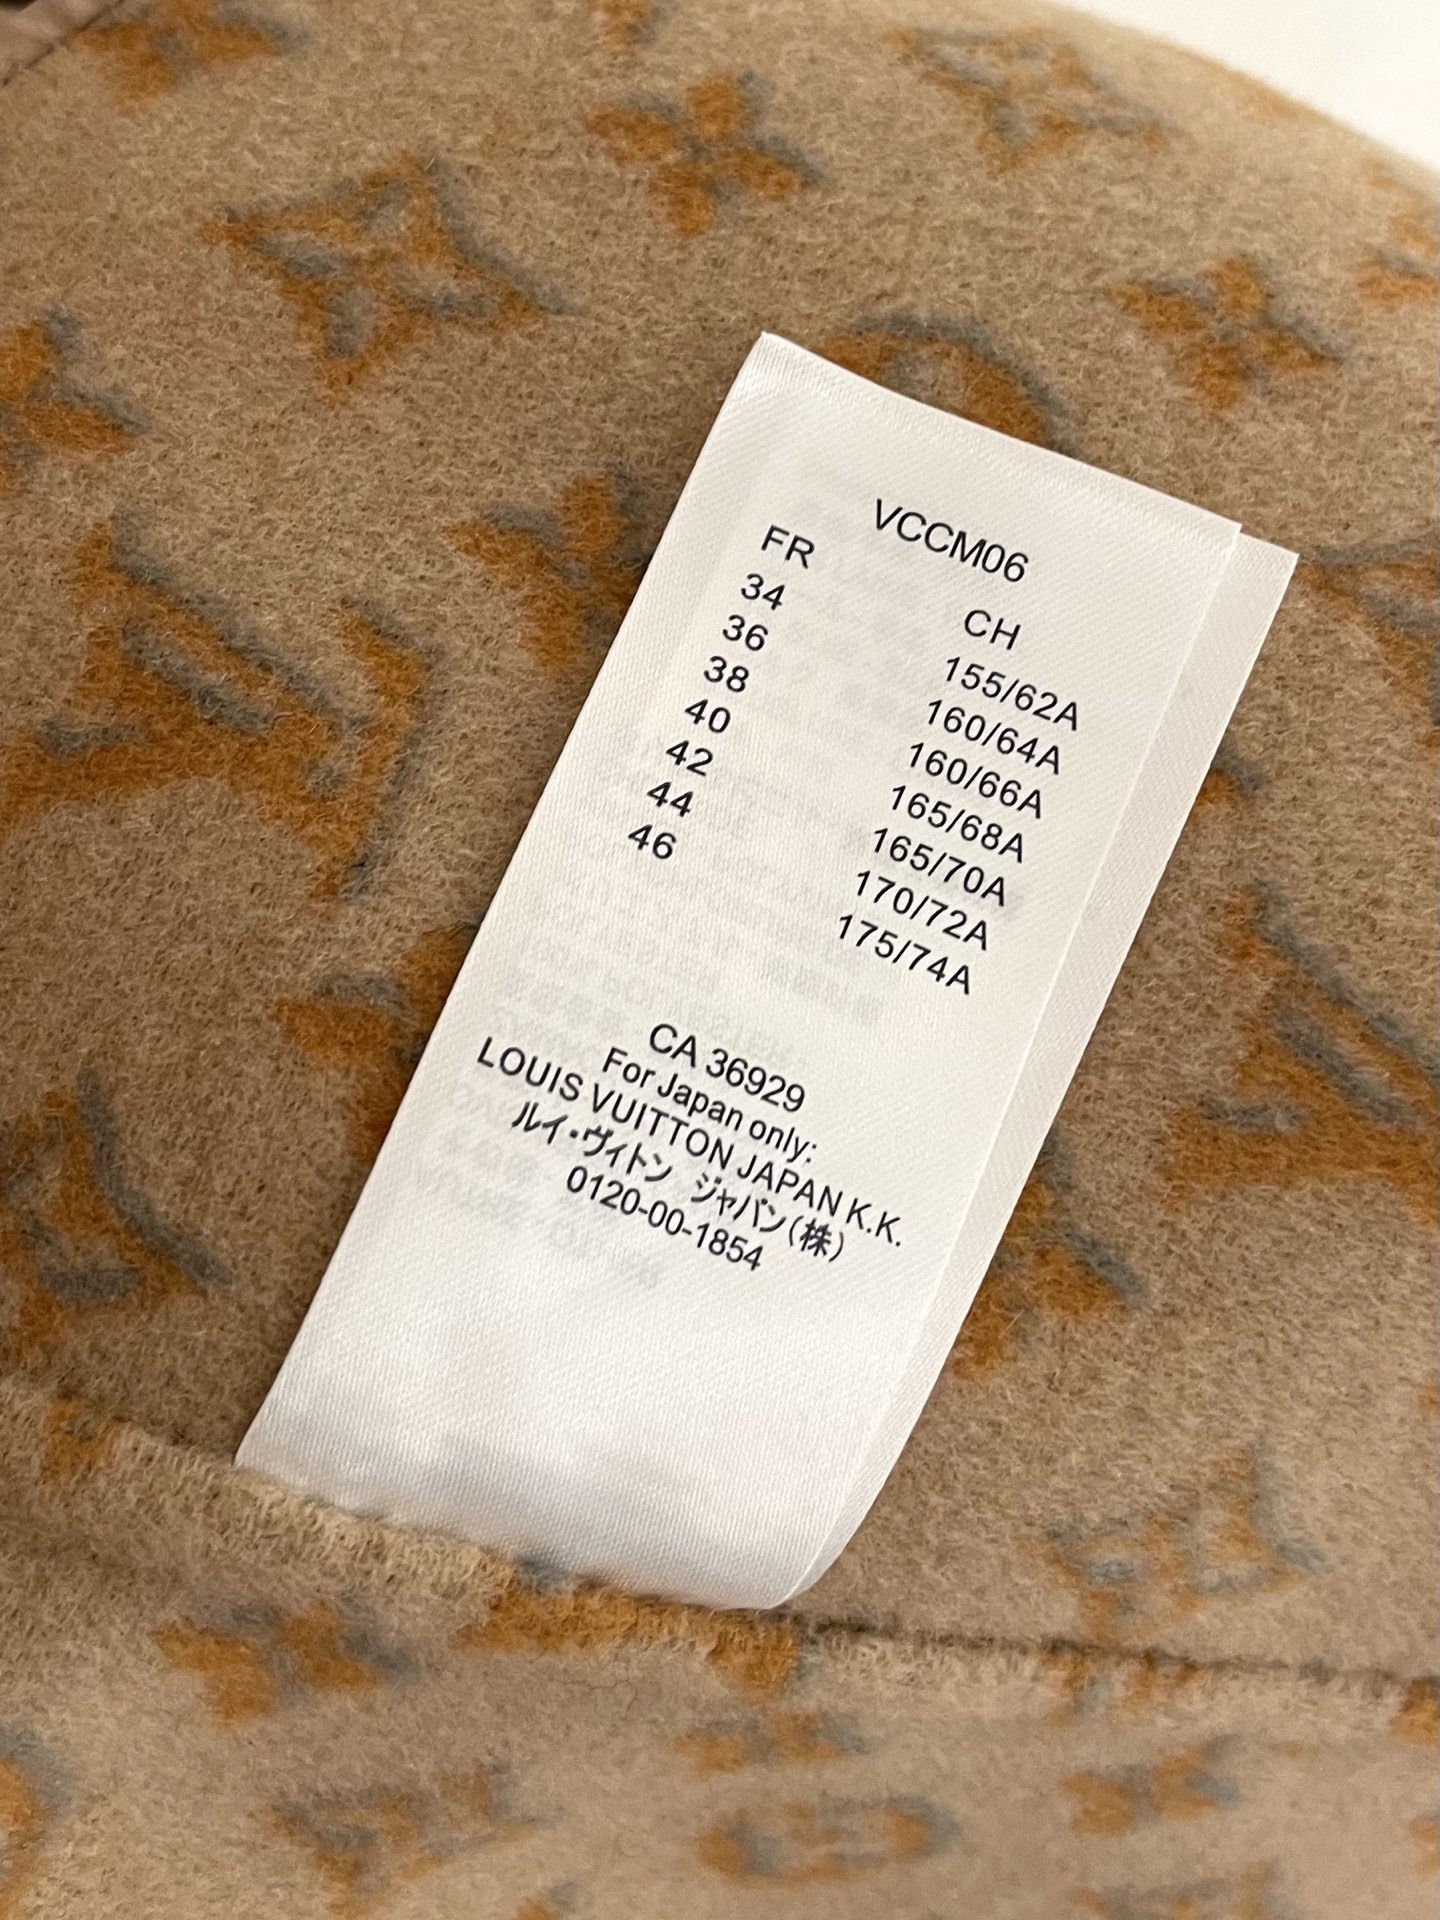 VCCM06
FR CH
34 155/62A
36 160/64A
38 160/66A
40 165/68A
42 165/70A
44 170/72A
46 175/74A
CA 36929
For Japan only:
LOUIS VUITTON JAPAN K.K.
ルイ・ヴィトン ジャパン(株)
0120-00-1854